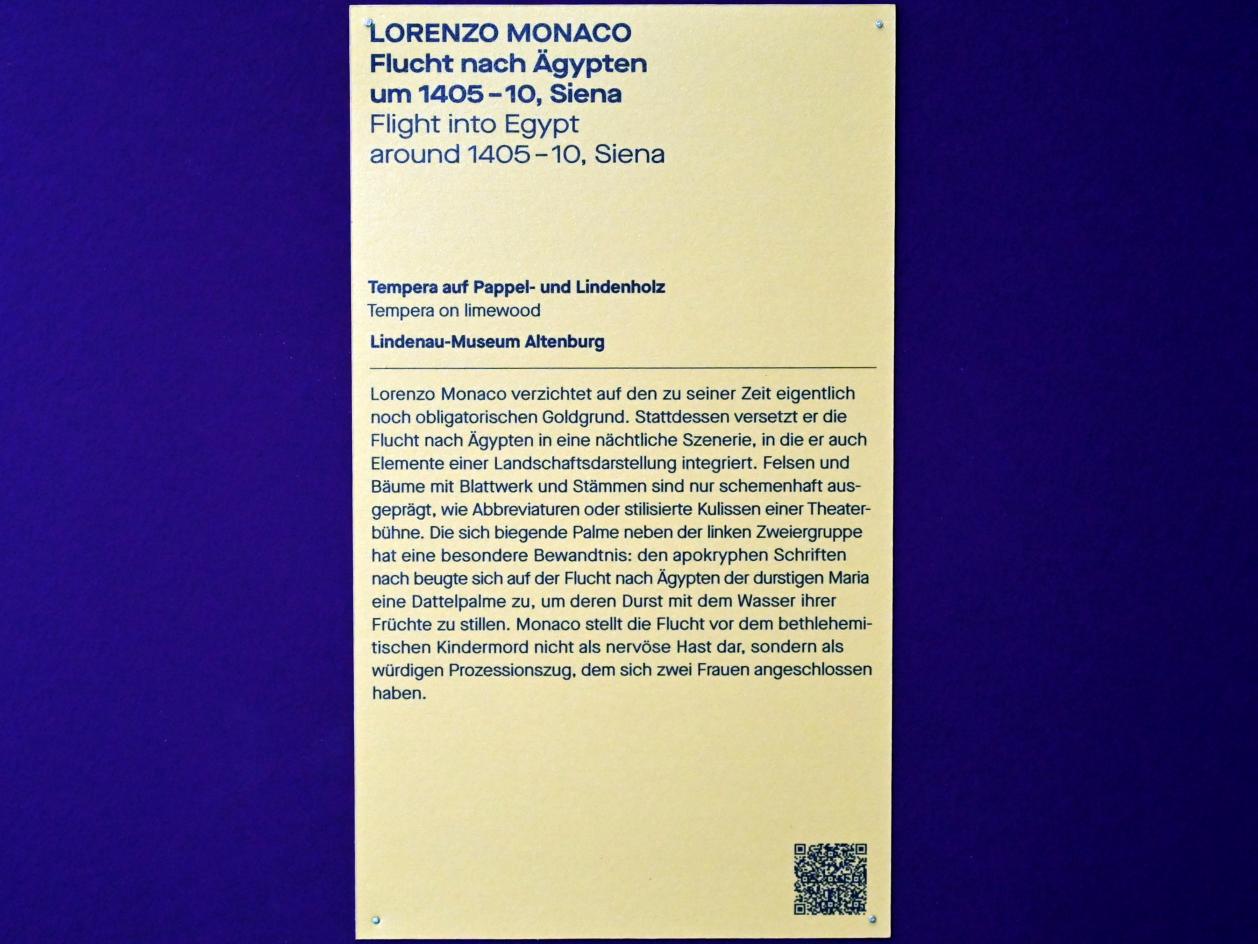 LORENZO MONACO
Flucht nach Ägypten
um 1405–10, Siena
Flight into Egypt
around 1405–10, Siena
Tempera auf Pappel- und Lindenholz
Tempera on limewood
Lindenau-Museum Altenburg
Lorenzo Monaco verzichtet auf den zu seiner Zeit eigentlich
noch obligatorischen Goldgrund. Stattdessen versetzt er die
Flucht nach Ägypten in eine nächtliche Szenerie, in die er auch
Elemente einer Landschaftsdarstellung integriert. Felsen und
Bäume mit Blattwerk und Stämmen sind nur schemenhaft aus-
geprägt, wie Abbreviaturen oder stilisierte Kulissen einer Theater-
bühne. Die sich biegende Palme neben der linken Zweiergruppe
hat eine besondere Bewandtnis: den apokryphen Schriften
nach beugte sich auf der Flucht nach Ägypten der durstigen Maria
eine Dattelpalme zu, um deren Durst mit dem Wasser ihrer
Früchte zu stillen. Monaco stellt die Flucht vor dem bethlehemi-
tischen Kindermord nicht als nervöse Hast dar, sondern als
würdigen Prozessionszug, dem sich zwei Frauen angeschlossen
haben.